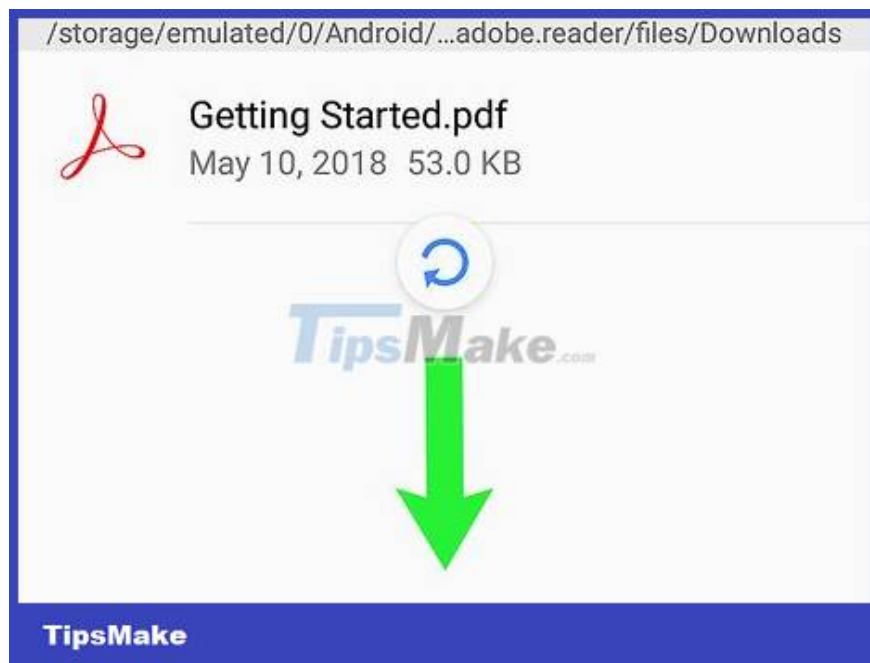 /storage/emulated/0/Android/...adobe.reader/files/Downloads
Getting Started.pdf
May 10, 2018 53.0 KB
TipsMake.com
TipsMake